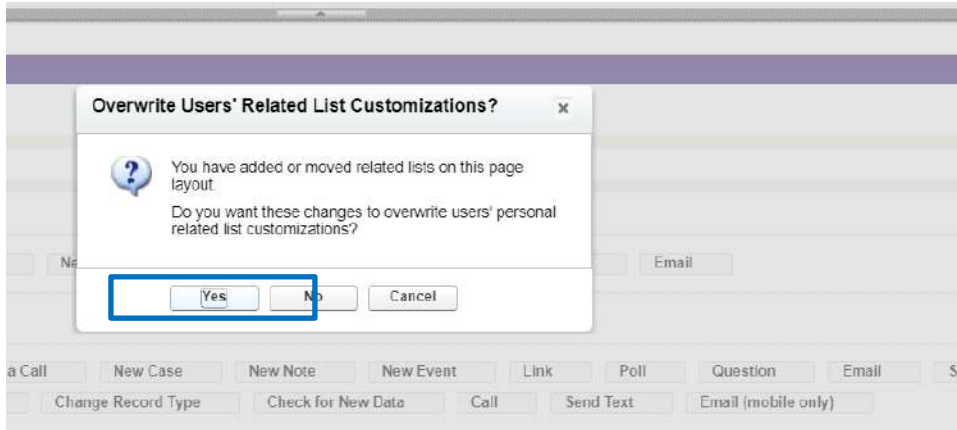 Overwrite Users' Related List Customizations?
You have added or moved related lists on this page
layout.
Do you want these changes to overwrite users' personal
related list customizations?
Email
Yes No Cancel
a Call New Case New Note New Event Link Poll Question Email
Change Record Type Check for New Data Call Send Text Email (mobile only)